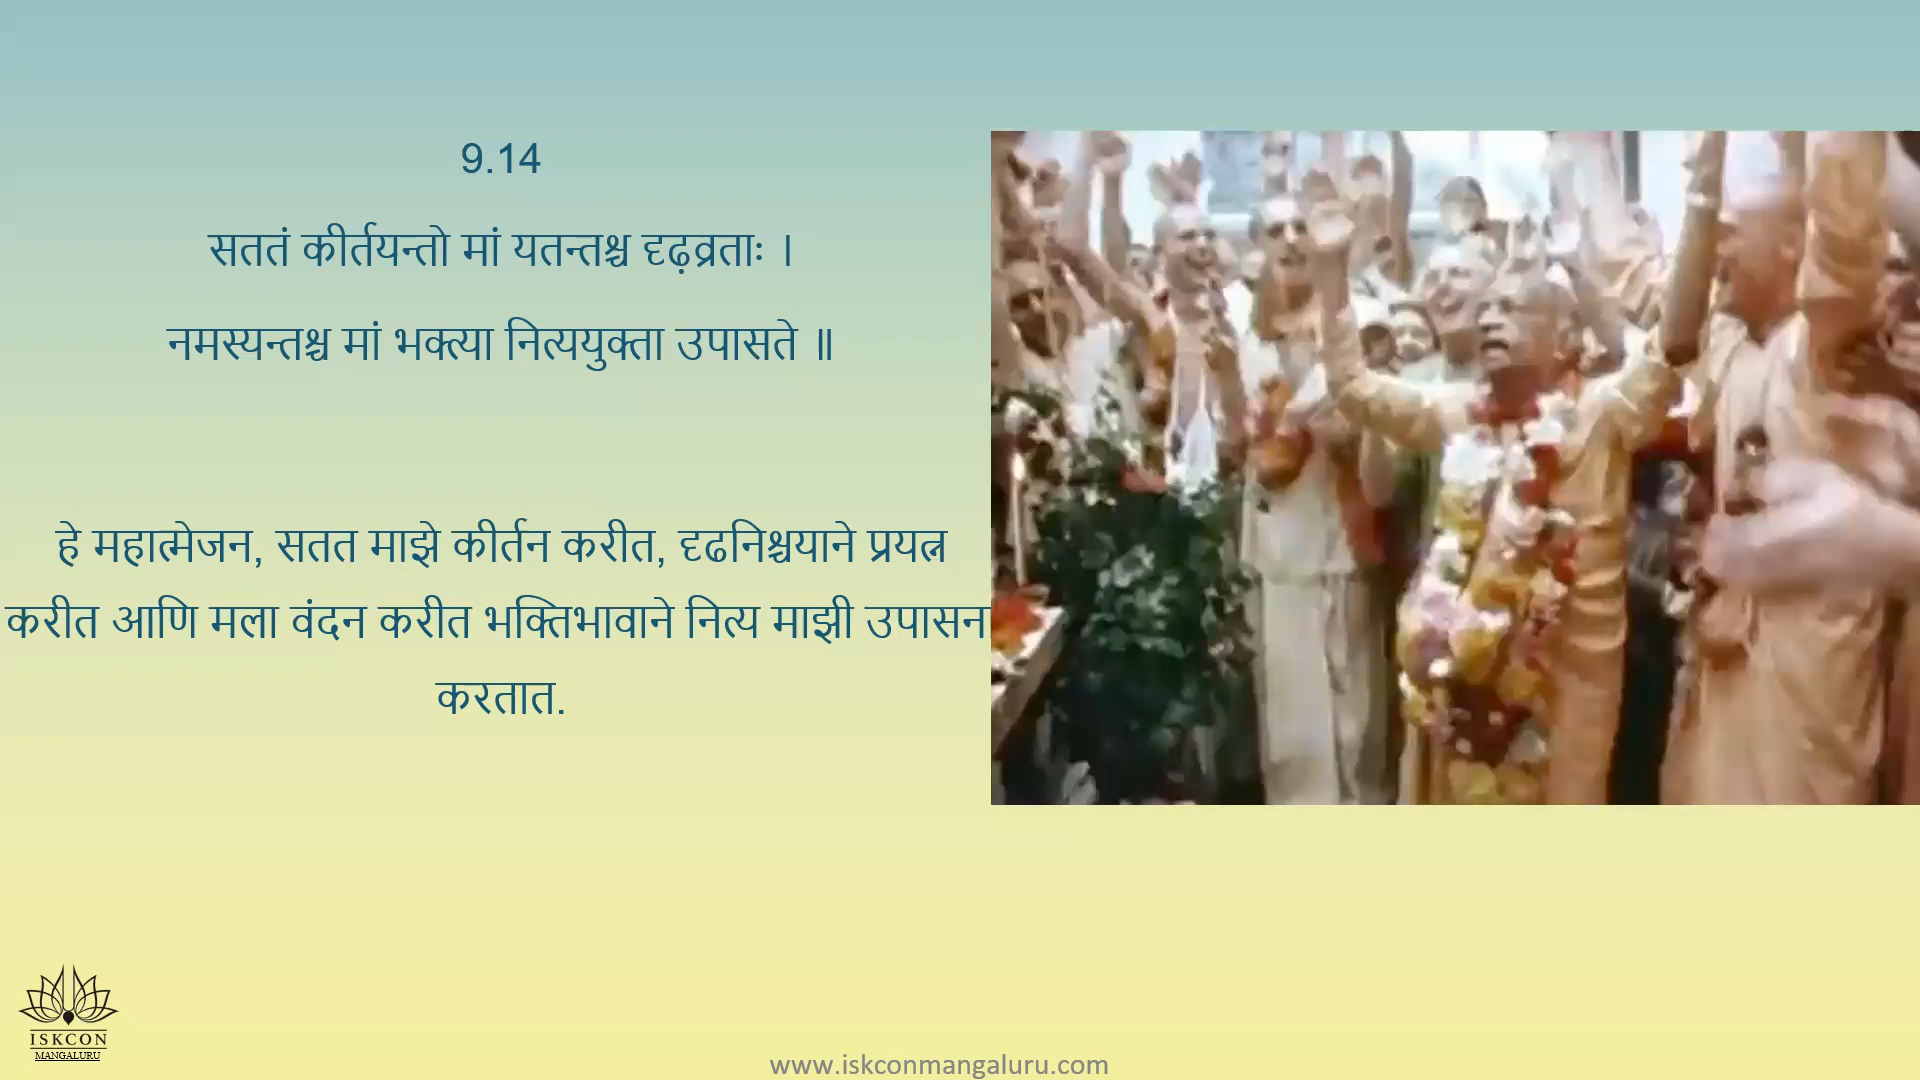 9.14
सततं कीर्तयन्तो मां यतन्तश्च दृढ़व्रताः ।
नमस्यन्तश्च मां भक्त्या नित्ययुक्ता उपासते ॥
हे महात्मेजन, सतत माझे कीर्तन करीत, दृढनिश्चयाने प्रयत्न
करीत आणि मला वंदन करीत भक्तिभावाने नित्य माझी उपासन
करतात.
ISKCON
MANGALURU
www.iskconmangaluru.com